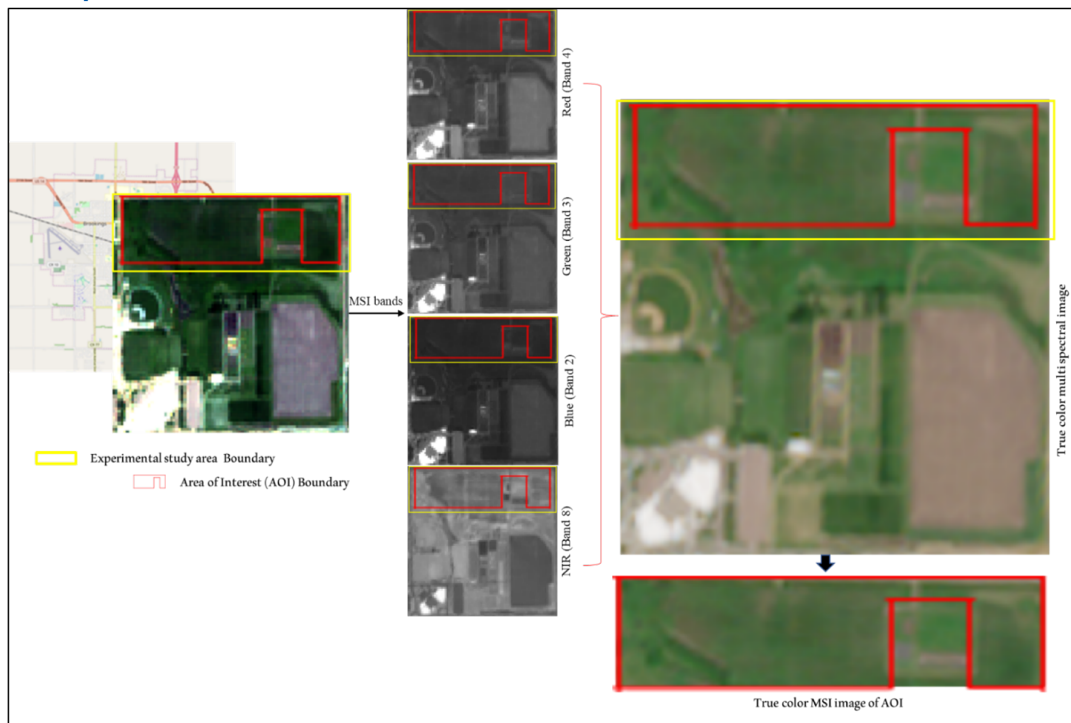 Red (Band 4)
Green (Band 3)
Blue (Band 2)
NIR (Band 8)
Brookings
MSI bands
Experimental study area Boundary
Area of Interest (AOI) Boundary
True color multi spectral image
True color MSI image of AOI